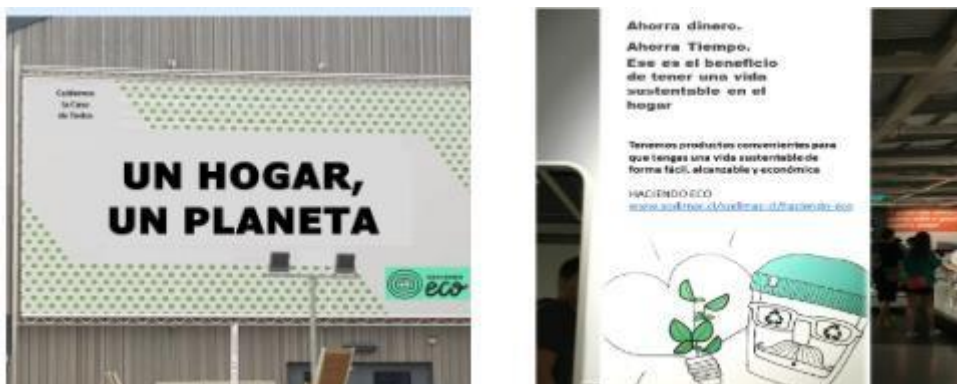 Cuidemos
la Casa
de Todos
UN HOGAR,
UN PLANETA
HACIENDO
eco
Ahorra dinero.
Ahorra Tiempo.
Ese es el beneficio
de tener una vida
sustentable en el
hogar
Tenemos productos convenientes para
que tengas una vida sustentable de
forma fácil, alcanzable y económica
HACIENDO ECO
www.sodimac.cl/sodimac-cl/haciendo-eco